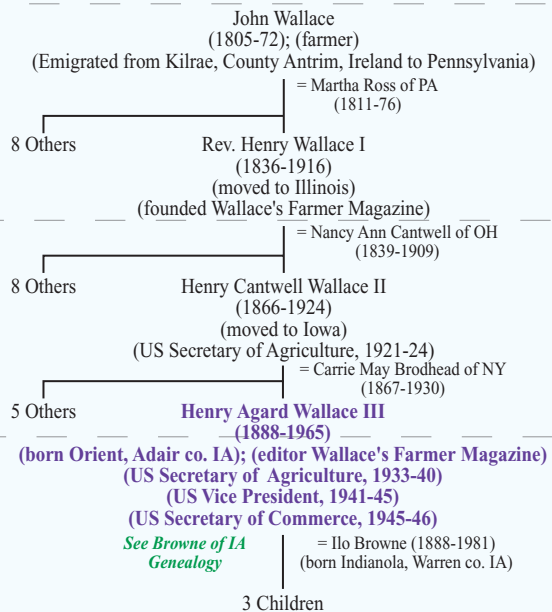 John Wallace
(1805-72); (farmer)
(Emigrated from Kilrae, County Antrim, Ireland to Pennsylvania)
= Martha Ross of PA
(1811-76)
8 Others
Rev. Henry Wallace I
(1836-1916)
(moved to Illinois)
(founded Wallace's Farmer Magazine)
= Nancy Ann Cantwell of OH
(1839-1909)
8 Others
Henry Cantwell Wallace II
(1866-1924)
(moved to Iowa)
(US Secretary of Agriculture, 1921-24)
= Carrie May Brodhead of NY
(1867-1930)
5 Others
Henry Agard Wallace III
(1888-1965)
(born Orient, Adair co. IA); (editor Wallace's Farmer Magazine)
(US Secretary of Agriculture, 1933-40)
(US Vice President, 1941-45)
(US Secretary of Commerce, 1945-46)
See Browne of IA
Genealogy
= Ilo Browne (1888-1981)
(born Indianola, Warren co. IA)
3 Children